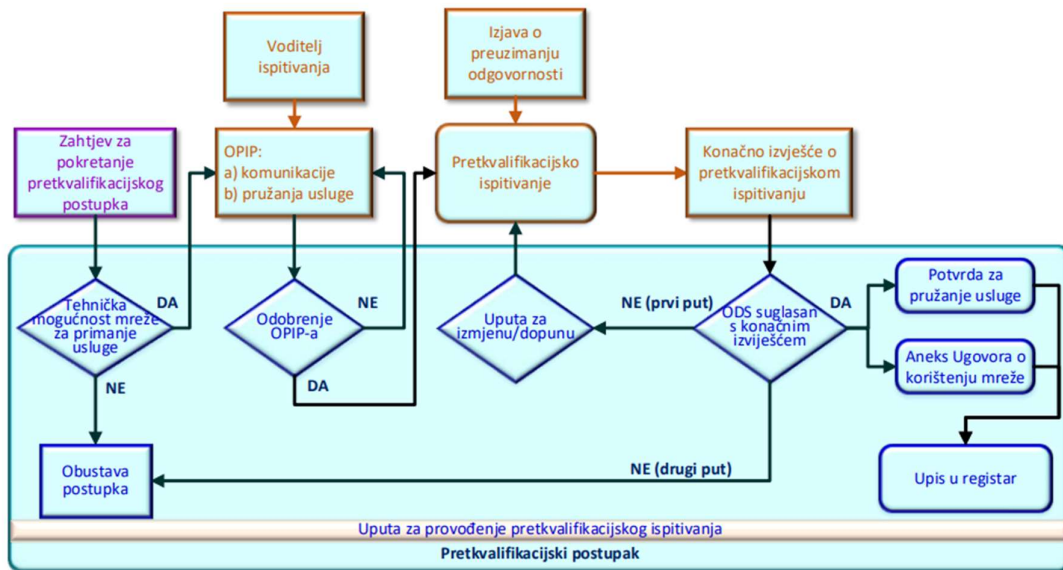 Voditelj
ispitivanja
Izjava o
preuzimanju
odgovornosti
Zahtjev za
pokretanje
pretkvalifikacijskog
postupka
OPIP:
a) komunikacije
b) pružanja usluge
Pretkvalifikacijsko
ispitivanje
Konačno izvješće o
pretkvalifikacijskom
ispitivanju
Tehnička
mogućnost mreže
za primanje
usluge
DA
NE
Odobrenje
OPIP-a
NE
DA
Uputa za
izmjenu/dopunu
NE (prvi put)
ODS suglasan
s konačnim
izviješćem
DA
Potvrda za
pružanje usluge
Aneks Ugovora o
korištenju mreže
Obustava
postupka
NE (drugi put)
Upis u registar
Uputa za provođenje pretkvalifikacijskog ispitivanja
Pretkvalifikacijski postupak